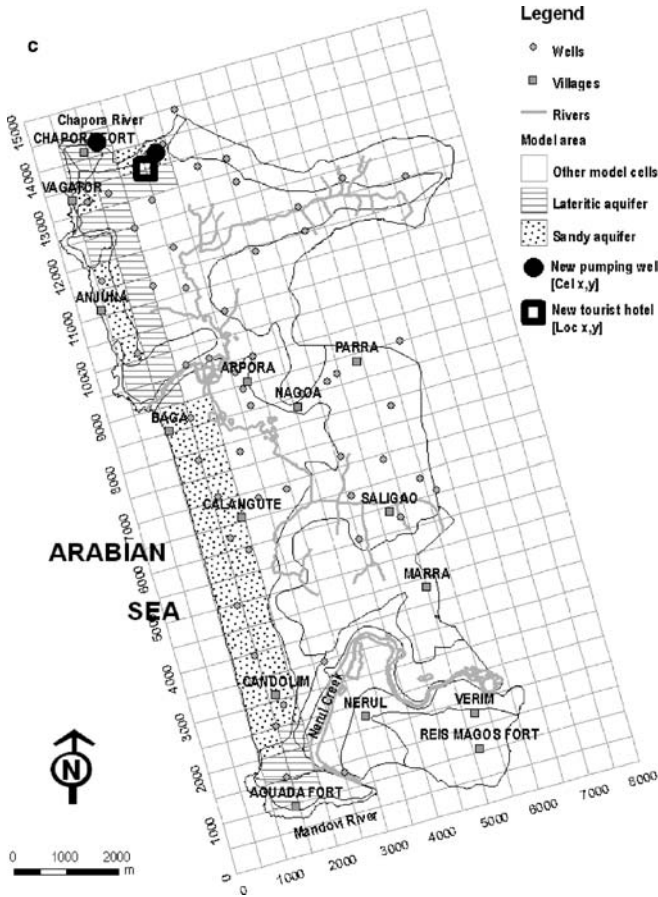 c
Legend
Wells
Villages
Rivers
Model area
Other model cells
Lateritic aquifer
Sandy aquifer
New pumping well
[Cel x,y]
New tourist hotel
[Loc x,y]
Chapora River
CHAPORA FORT
VAGATOR
ANJUNA
PARRA
ARPORA
NAGOA
BAGA
CALANGUTE
SALIGAO
ARABIAN
SEA
MARRA
CANDOLIM
Nerul Creek
NERUL
VERIM
REIS MAGOS FORT
AGUADA FORT
Mandovi River
N
15000
14000
13000
12000
11000
10000
9000
8000
7000
6000
5000
4000
3000
2000
1000
0
0
1000
2000
3000
4000
5000
6000
7000
8000
0 1000 2000
m